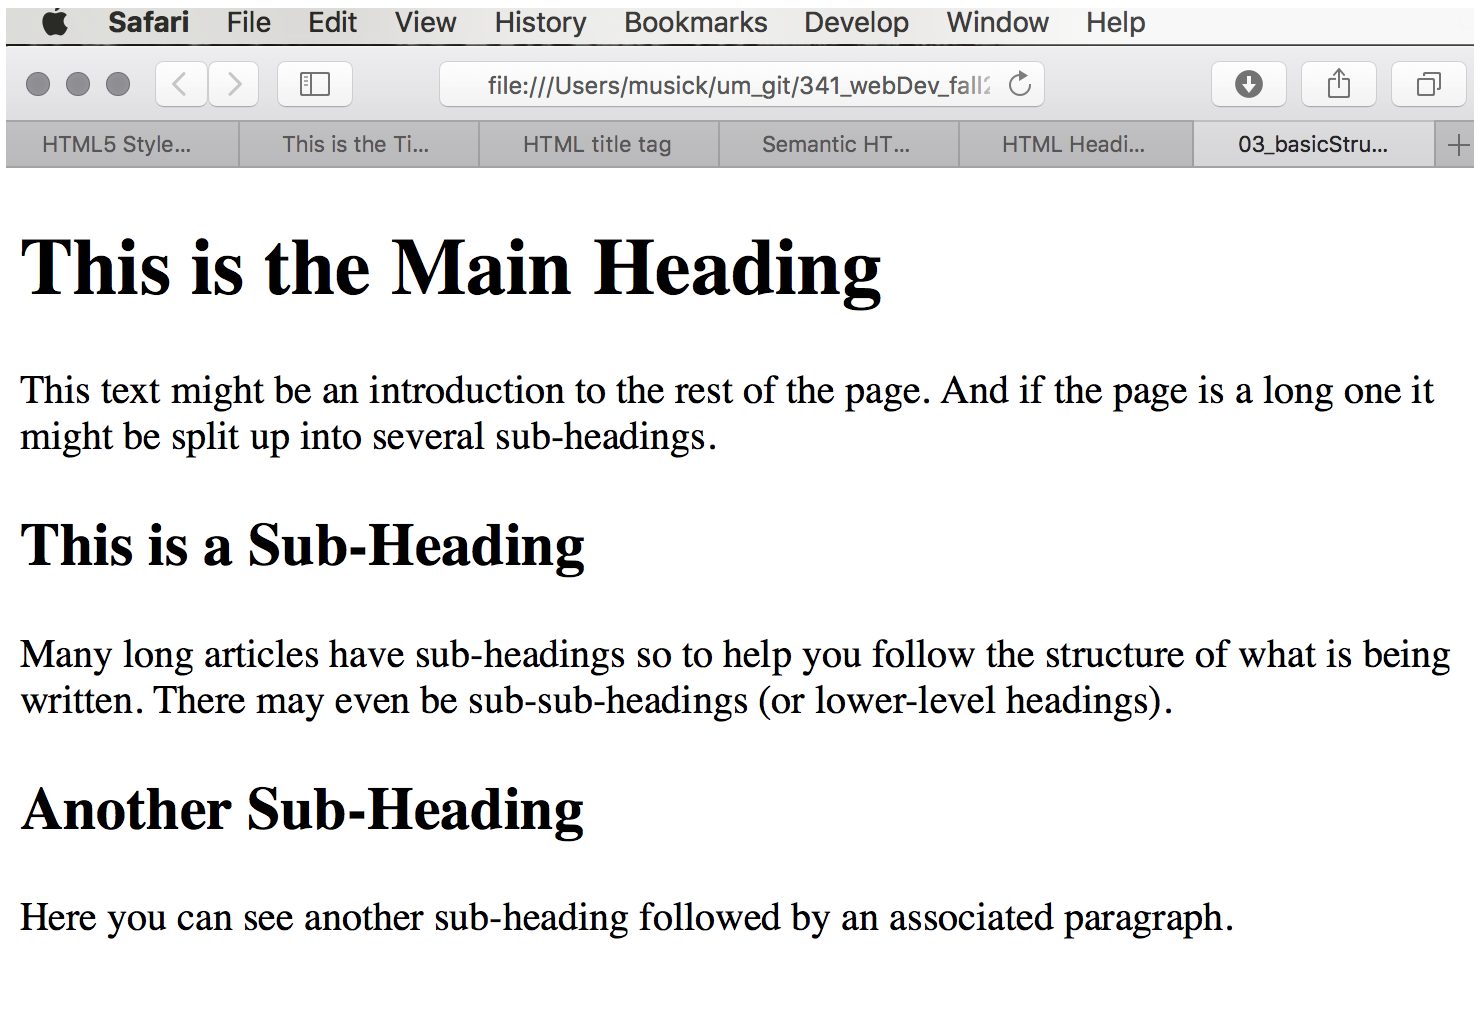 Safari File Edit View History Bookmarks Develop Window Help
file:///Users/musick/um_git/341_webDev_fall
HTML5 Style... This is the Ti... HTML title tag Semantic HT... HTML Headi... 03_basicStru...
This is the Main Heading
This text might be an introduction to the rest of the page. And if the page is a long one it
might be split up into several sub-headings.
This is a Sub-Heading
Many long articles have sub-headings so to help you follow the structure of what is being
written. There may even be sub-sub-headings (or lower-level headings).
Another Sub-Heading
Here you can see another sub-heading followed by an associated paragraph.